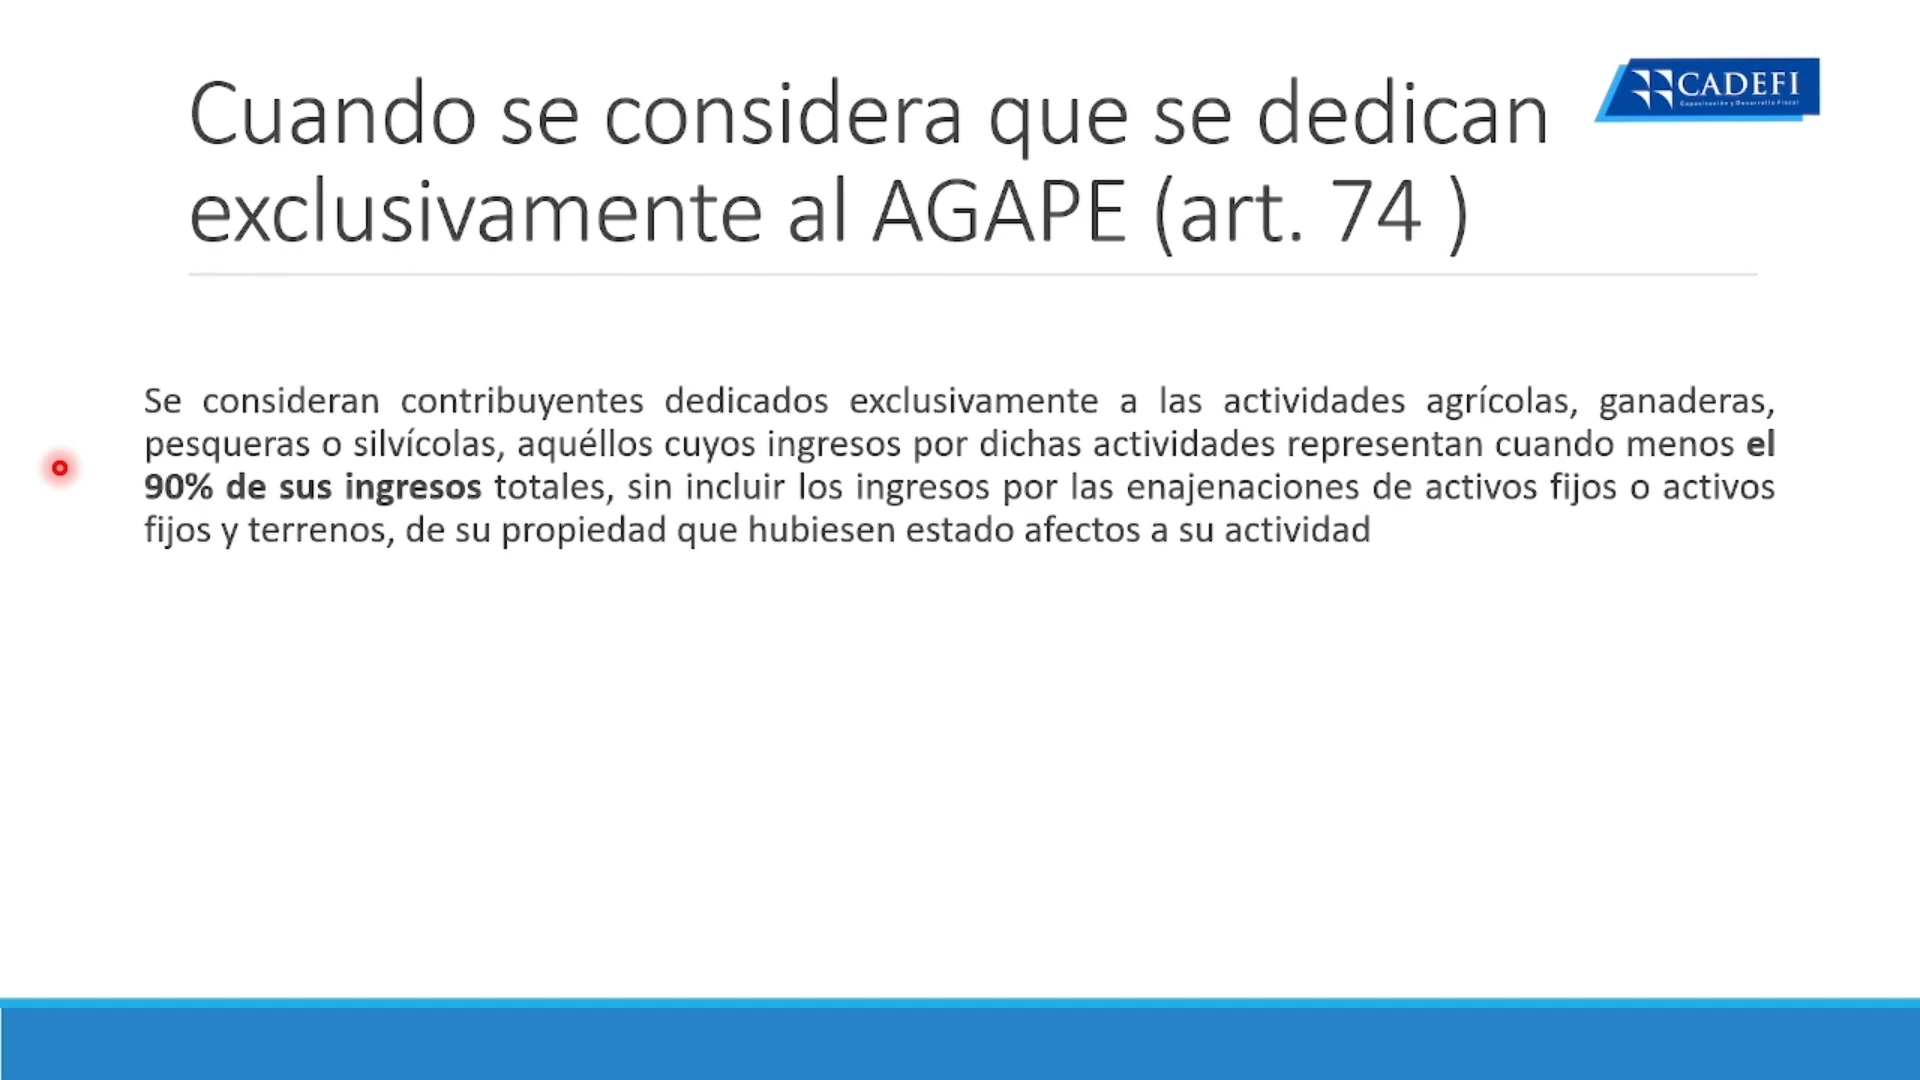 Cuando se considera que se dedican
exclusivamente al AGAPE (art. 74 )
CADEFI
Capacitación y Desarrollo Fiscal
Se consideran contribuyentes dedicados exclusivamente a las actividades agrícolas, ganaderas,
pesqueras o silvícolas, aquéllos cuyos ingresos por dichas actividades representan cuando menos el
90% de sus ingresos totales, sin incluir los ingresos por las enajenaciones de activos fijos o activos
fijos y terrenos, de su propiedad que hubiesen estado afectos a su actividad